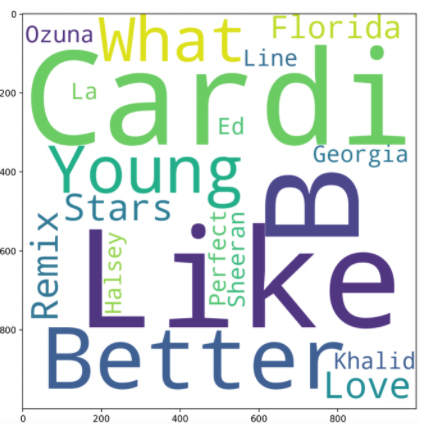 0
Ozuna What Florida
Line
Cardi
La
200
Ed
Georgia
400
Young
B
Stars
Remix
Like
Halsey
Perfect
Sheeran
600
800
Better
Khalid
Love
0 200 400 600 800